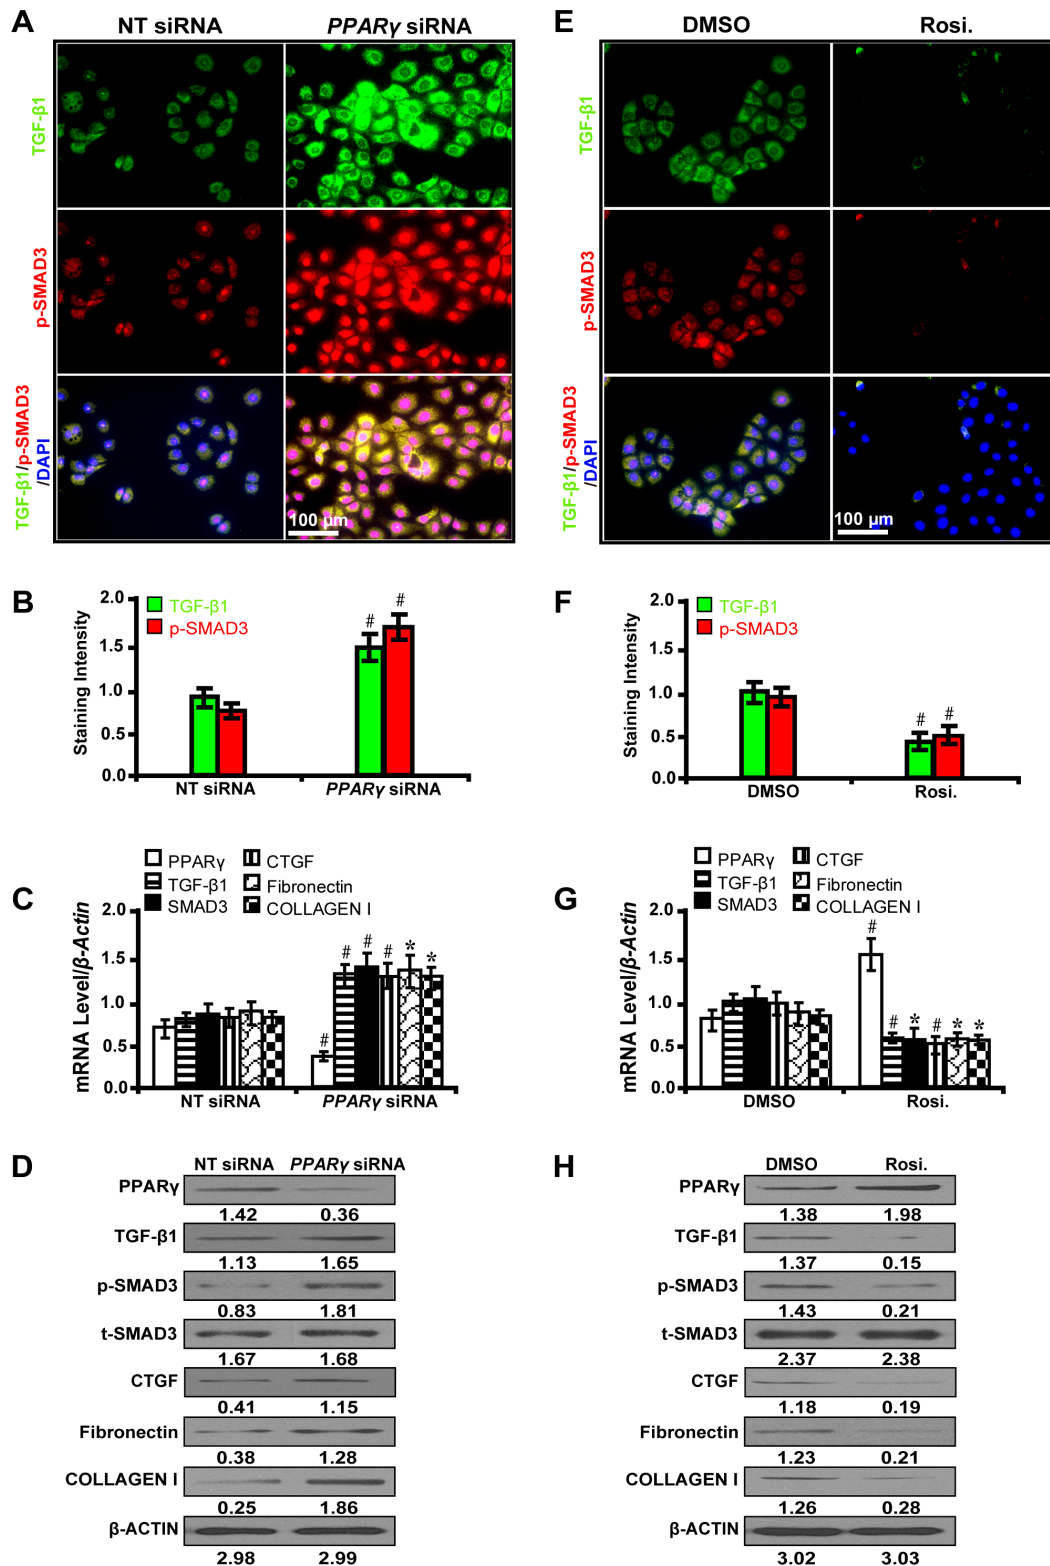 A
NT siRNA
PPARγ siRNA
TGF-β1
p-SMAD3
TGF-β1/p-SMAD3
/DAPI
100 µm
E
DMSO
Rosi.
TGF-β1
p-SMAD3
TGF-β1/p-SMAD3
/DAPI
100 µm
B
Staining Intensity
2.0
1.5
1.0
0.5
0.0
TGF-β1
p-SMAD3
# #
NT siRNA
PPARγ siRNA
F
Staining Intensity
2.0
1.5
1.0
0.5
0.0
TGF-β1
p-SMAD3
# #
DMSO
Rosi.
C
mRNA Level/β-Actin
PPARγ
TGF-β1
SMAD3
CTGF
Fibronectin
COLLAGEN I
2.0
1.5
1.0
0.5
0.0
# # # # * *
NT siRNA
PPARγ siRNA
G
mRNA Level/β-Actin
PPARγ
TGF-β1
SMAD3
CTGF
Fibronectin
COLLAGEN I
2.0
1.5
1.0
0.5
0.0
# # * # * *
DMSO
Rosi.
D
NT siRNA PPARγ siRNA
PPARγ
1.42 0.36
TGF-β1
1.13 1.65
p-SMAD3
0.83 1.81
t-SMAD3
1.67 1.68
CTGF
0.41 1.15
Fibronectin
0.38 1.28
COLLAGEN I
0.25 1.86
β-ACTIN
2.98 2.99
H
DMSO Rosi.
PPARγ
1.38 1.98
TGF-β1
1.37 0.15
p-SMAD3
1.43 0.21
t-SMAD3
2.37 2.38
CTGF
1.18 0.19
Fibronectin
1.23 0.21
COLLAGEN I
1.26 0.28
β-ACTIN
3.02 3.03